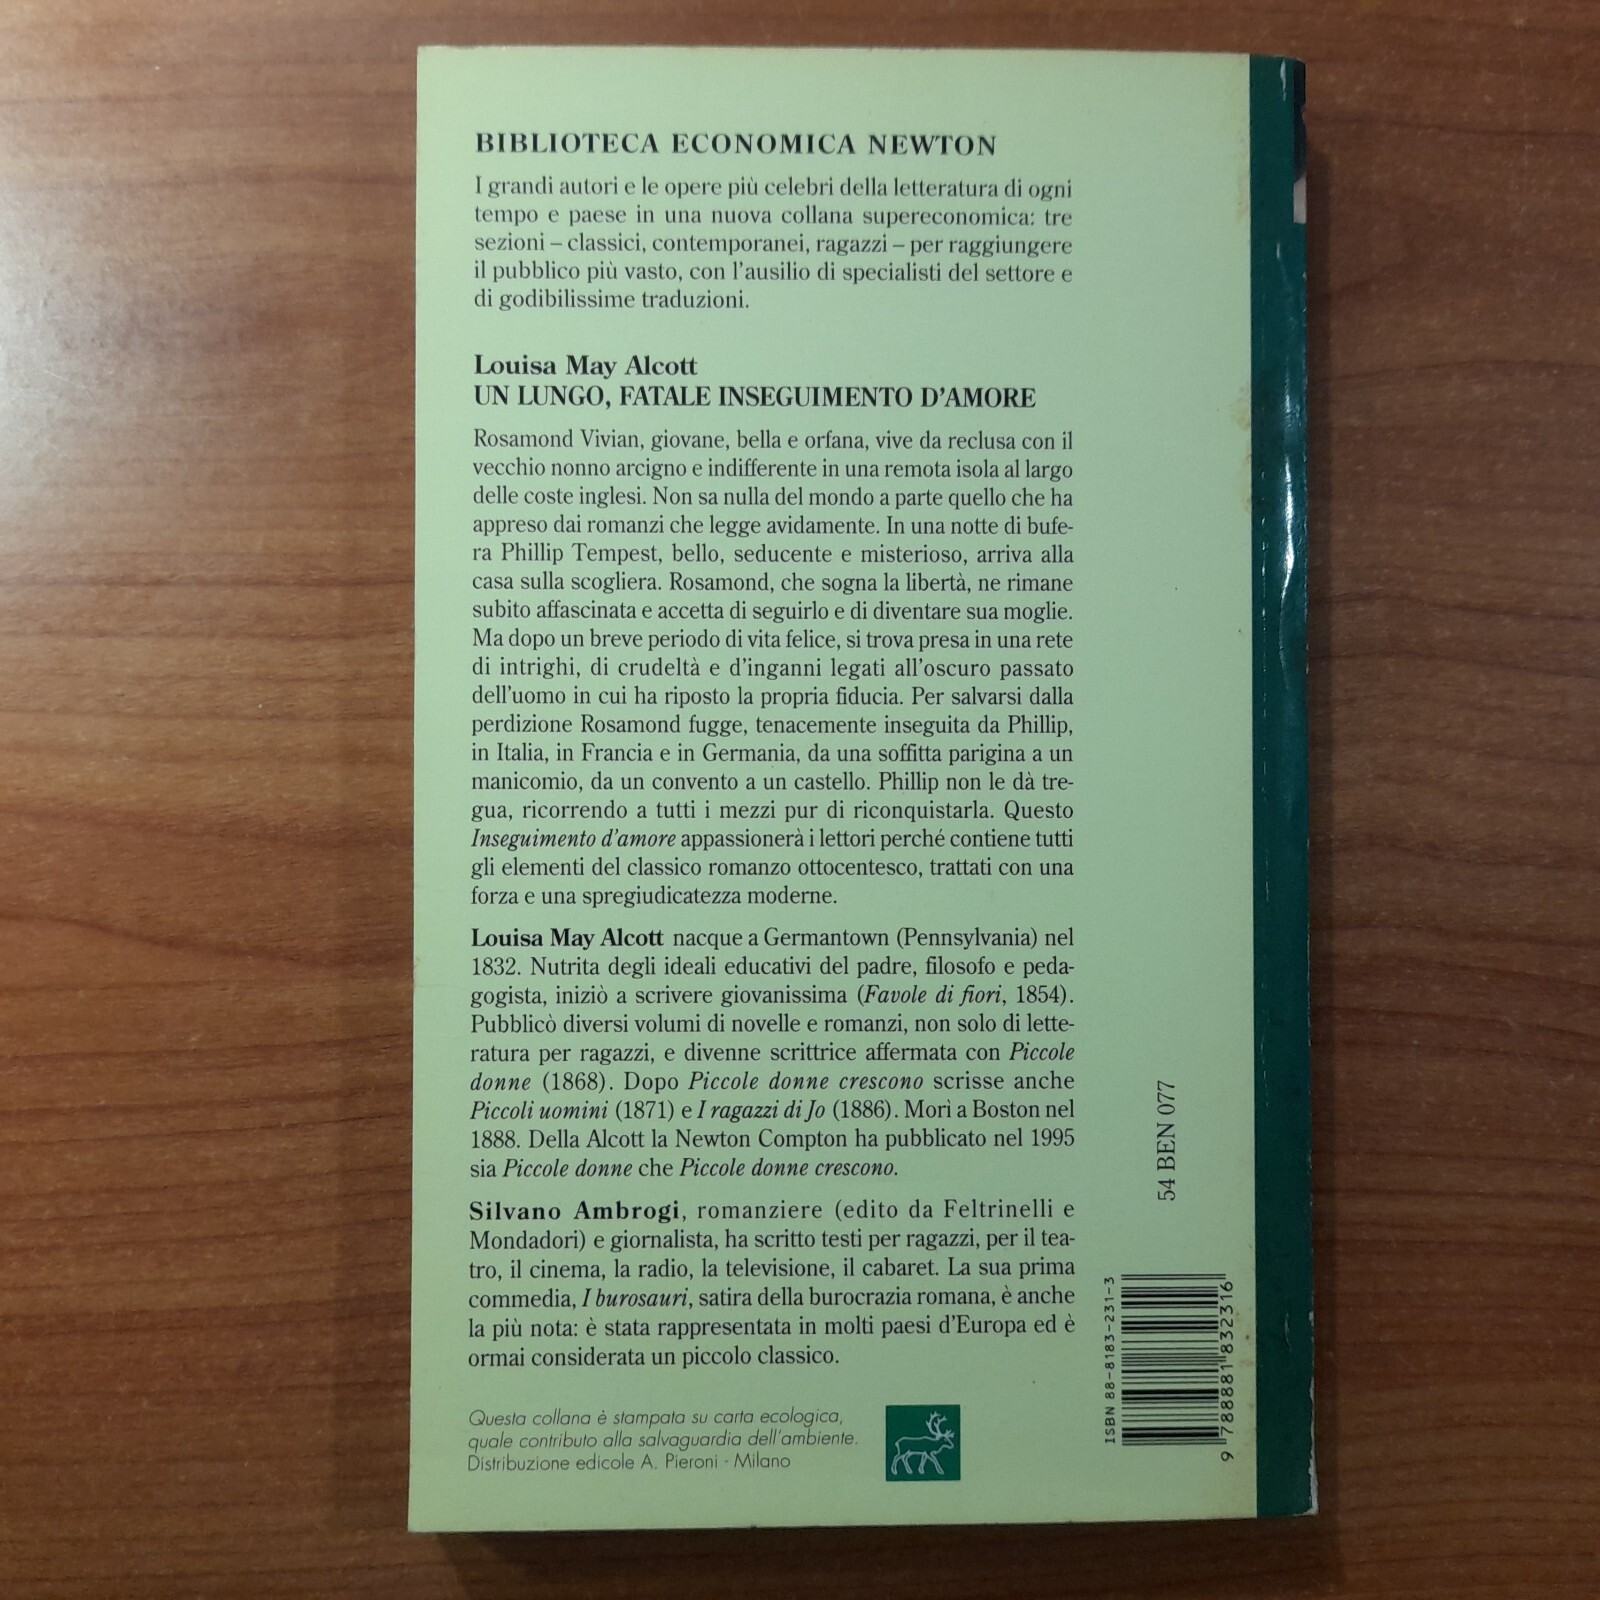 BIBLIOTECA ECONOMICA NEWTON
I grandi autori e le opere più celebri della letteratura di ogni
tempo e paese in una nuova collana supereconomica: tre
sezioni – classici, contemporanei, ragazzi – per raggiungere
il pubblico più vasto, con l'ausilio di specialisti del settore e
di godibilissime traduzioni.
Louisa May Alcott
UN LUNGO, FATALE INSEGUIMENTO D'AMORE
Rosamond Vivian, giovane, bella e orfana, vive da reclusa con il
vecchio nonno arcigno e indifferente in una remota isola al largo
delle coste inglesi. Non sa nulla del mondo a parte quello che ha
appreso dai romanzi che legge avidamente. In una notte di bufe-
ra Phillip Tempest, bello, seducente e misterioso, arriva alla
casa sulla scogliera. Rosamond, che sogna la libertà, ne rimane
subito affascinata e accetta di seguirlo e di diventare sua moglie.
Ma dopo un breve periodo di vita felice, si trova presa in una rete
di intrighi, di crudeltà e d'inganni legati all'oscuro passato
dell'uomo in cui ha riposto la propria fiducia. Per salvarsi dalla
perdizione Rosamond fugge, tenacemente inseguita da Phillip,
in Italia, in Francia e in Germania, da una soffitta parigina a un
manicomio, da un convento a un castello. Phillip non le dà tre-
gua, ricorrendo a tutti i mezzi pur di riconquistarla. Questo
Inseguimento d'amore appassionerà i lettori perché contiene tutti
gli elementi del classico romanzo ottocentesco, trattati con una
forza e una spregiudicatezza moderne.
Louisa May Alcott nacque a Germantown (Pennsylvania) nel
1832. Nutrita degli ideali educativi del padre, filosofo e peda-
gogista, iniziò a scrivere giovanissima (Favole di fiori, 1854).
Pubblicò diversi volumi di novelle e romanzi, non solo di lette-
ratura per ragazzi, e divenne scrittrice affermata con Piccole
donne (1868). Dopo Piccole donne crescono scrisse anche
Piccoli uomini (1871) e I ragazzi di Jo (1886). Morì a Boston nel
1888. Della Alcott la Newton Compton ha pubblicato nel 1995
sia Piccole donne che Piccole donne crescono.
Silvano Ambrogi, romanziere (edito da Feltrinelli e
Mondadori) e giornalista, ha scritto testi per ragazzi, per il tea-
tro, il cinema, la radio, la televisione, il cabaret. La sua prima
commedia, I burosauri, satira della burocrazia romana, è anche
la più nota: è stata rappresentata in molti paesi d'Europa ed è
ormai considerata un piccolo classico.
Questa collana è stampata su carta ecologica,
quale contributo alla salvaguardia dell'ambiente.
Distribuzione edicole A. Pieroni - Milano
54 BEN 077
ISBN 88-8183-231-3
9 788881 832316